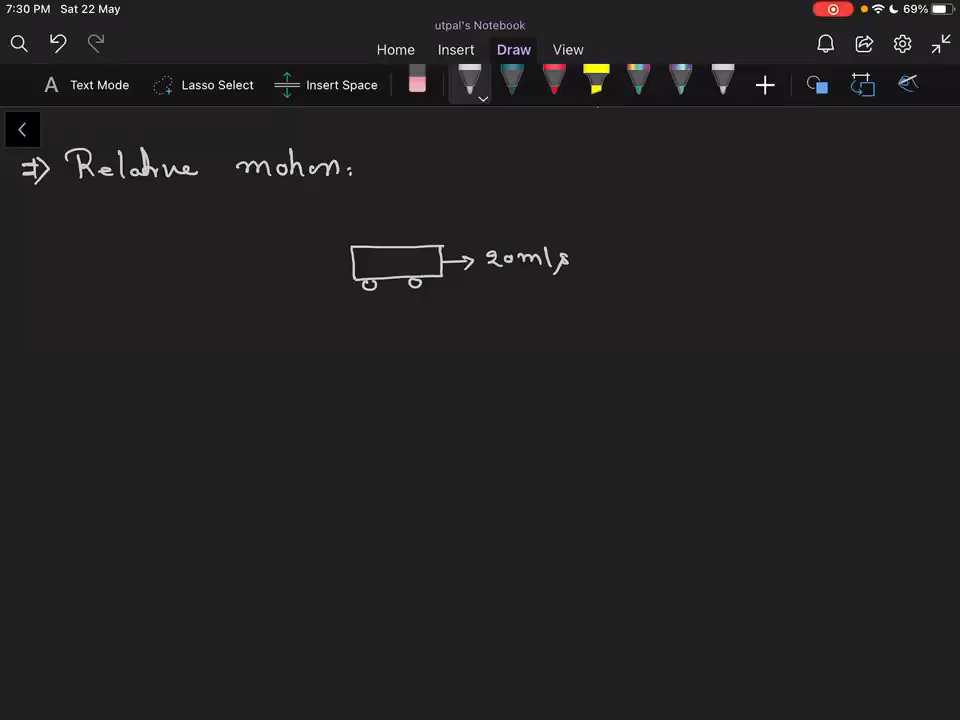 7:30 PM Sat 22 May 69%
utpal's Notebook
Home Insert Draw View
A Text Mode Lasso Select Insert Space
⇒ Relative motion:
20m/s